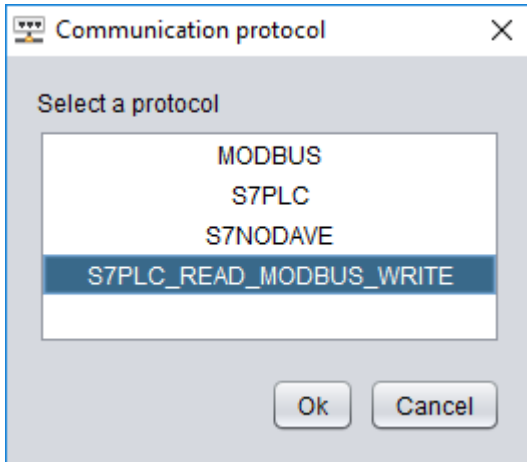 Communication protocol
Select a protocol
MODBUS
S7PLC
S7NODAVE
S7PLC_READ_MODBUS_WRITE
Ok Cancel